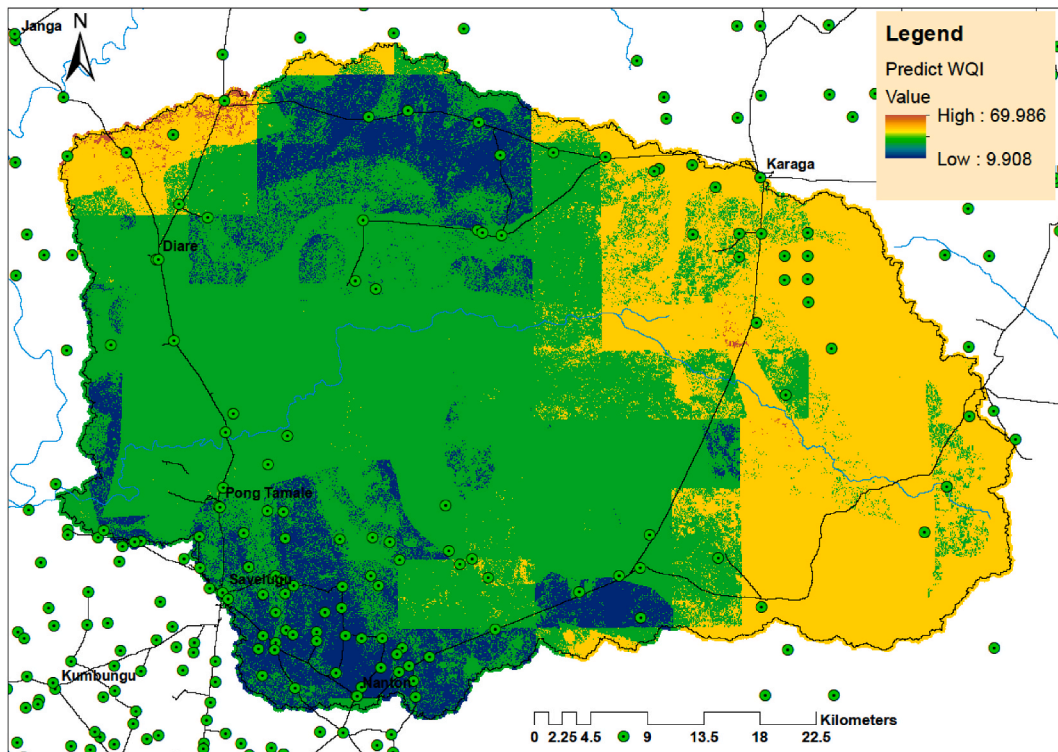 Janga
N
Legend
Predict WQI
Value
High : 69.986
Low : 9.908
Karaga
Diare
Pong Tamale
Savelugu
Kumbungu
Nanton
Kilometers
0 2.25 4.5 9 13.5 18 22.5